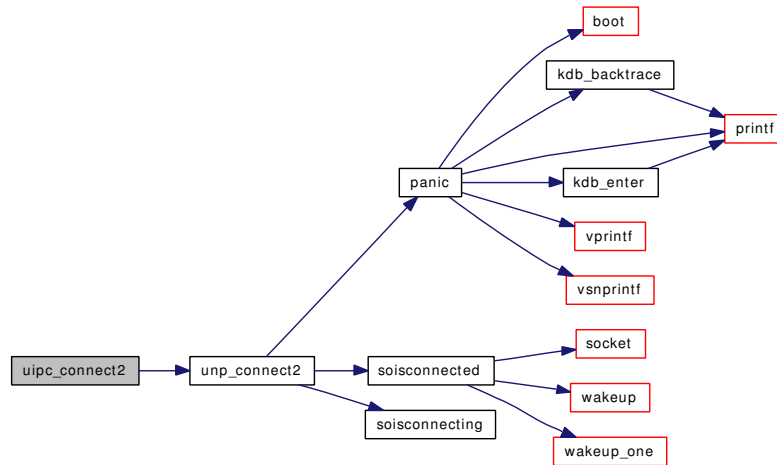 boot
kdb_backtrace
printf
panic
kdb_enter
vprintf
vsnprintf
socket
uipc_connect2
unp_connect2
soisconnected
wakeup
soisconnecting
wakeup_one